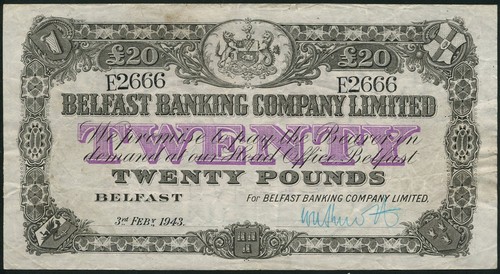 £20 £20
E2666 E2666
BELFAST BANKING COMPANY LIMITED
We promise to pay the Bearer on
TWENTY
demand at our Head Office Belfast
TWENTY POUNDS
BELFAST For BELFAST BANKING COMPANY LIMITED.
3RD FEBY. 1943.